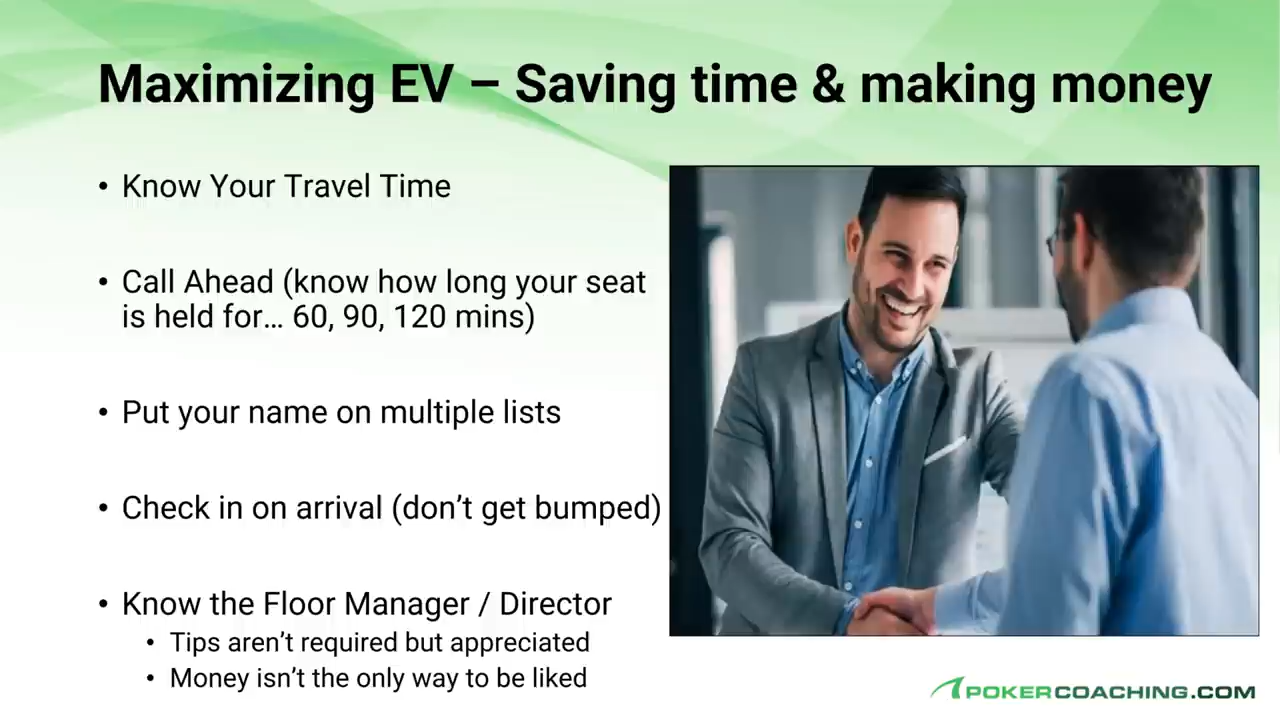 Maximizing EV – Saving time & making money
• Know Your Travel Time
• Call Ahead (know how long your seat
is held for... 60, 90, 120 mins)
• Put your name on multiple lists
• Check in on arrival (don't get bumped)
• Know the Floor Manager / Director
• Tips aren't required but appreciated
• Money isn't the only way to be liked
POKERCOACHING.COM